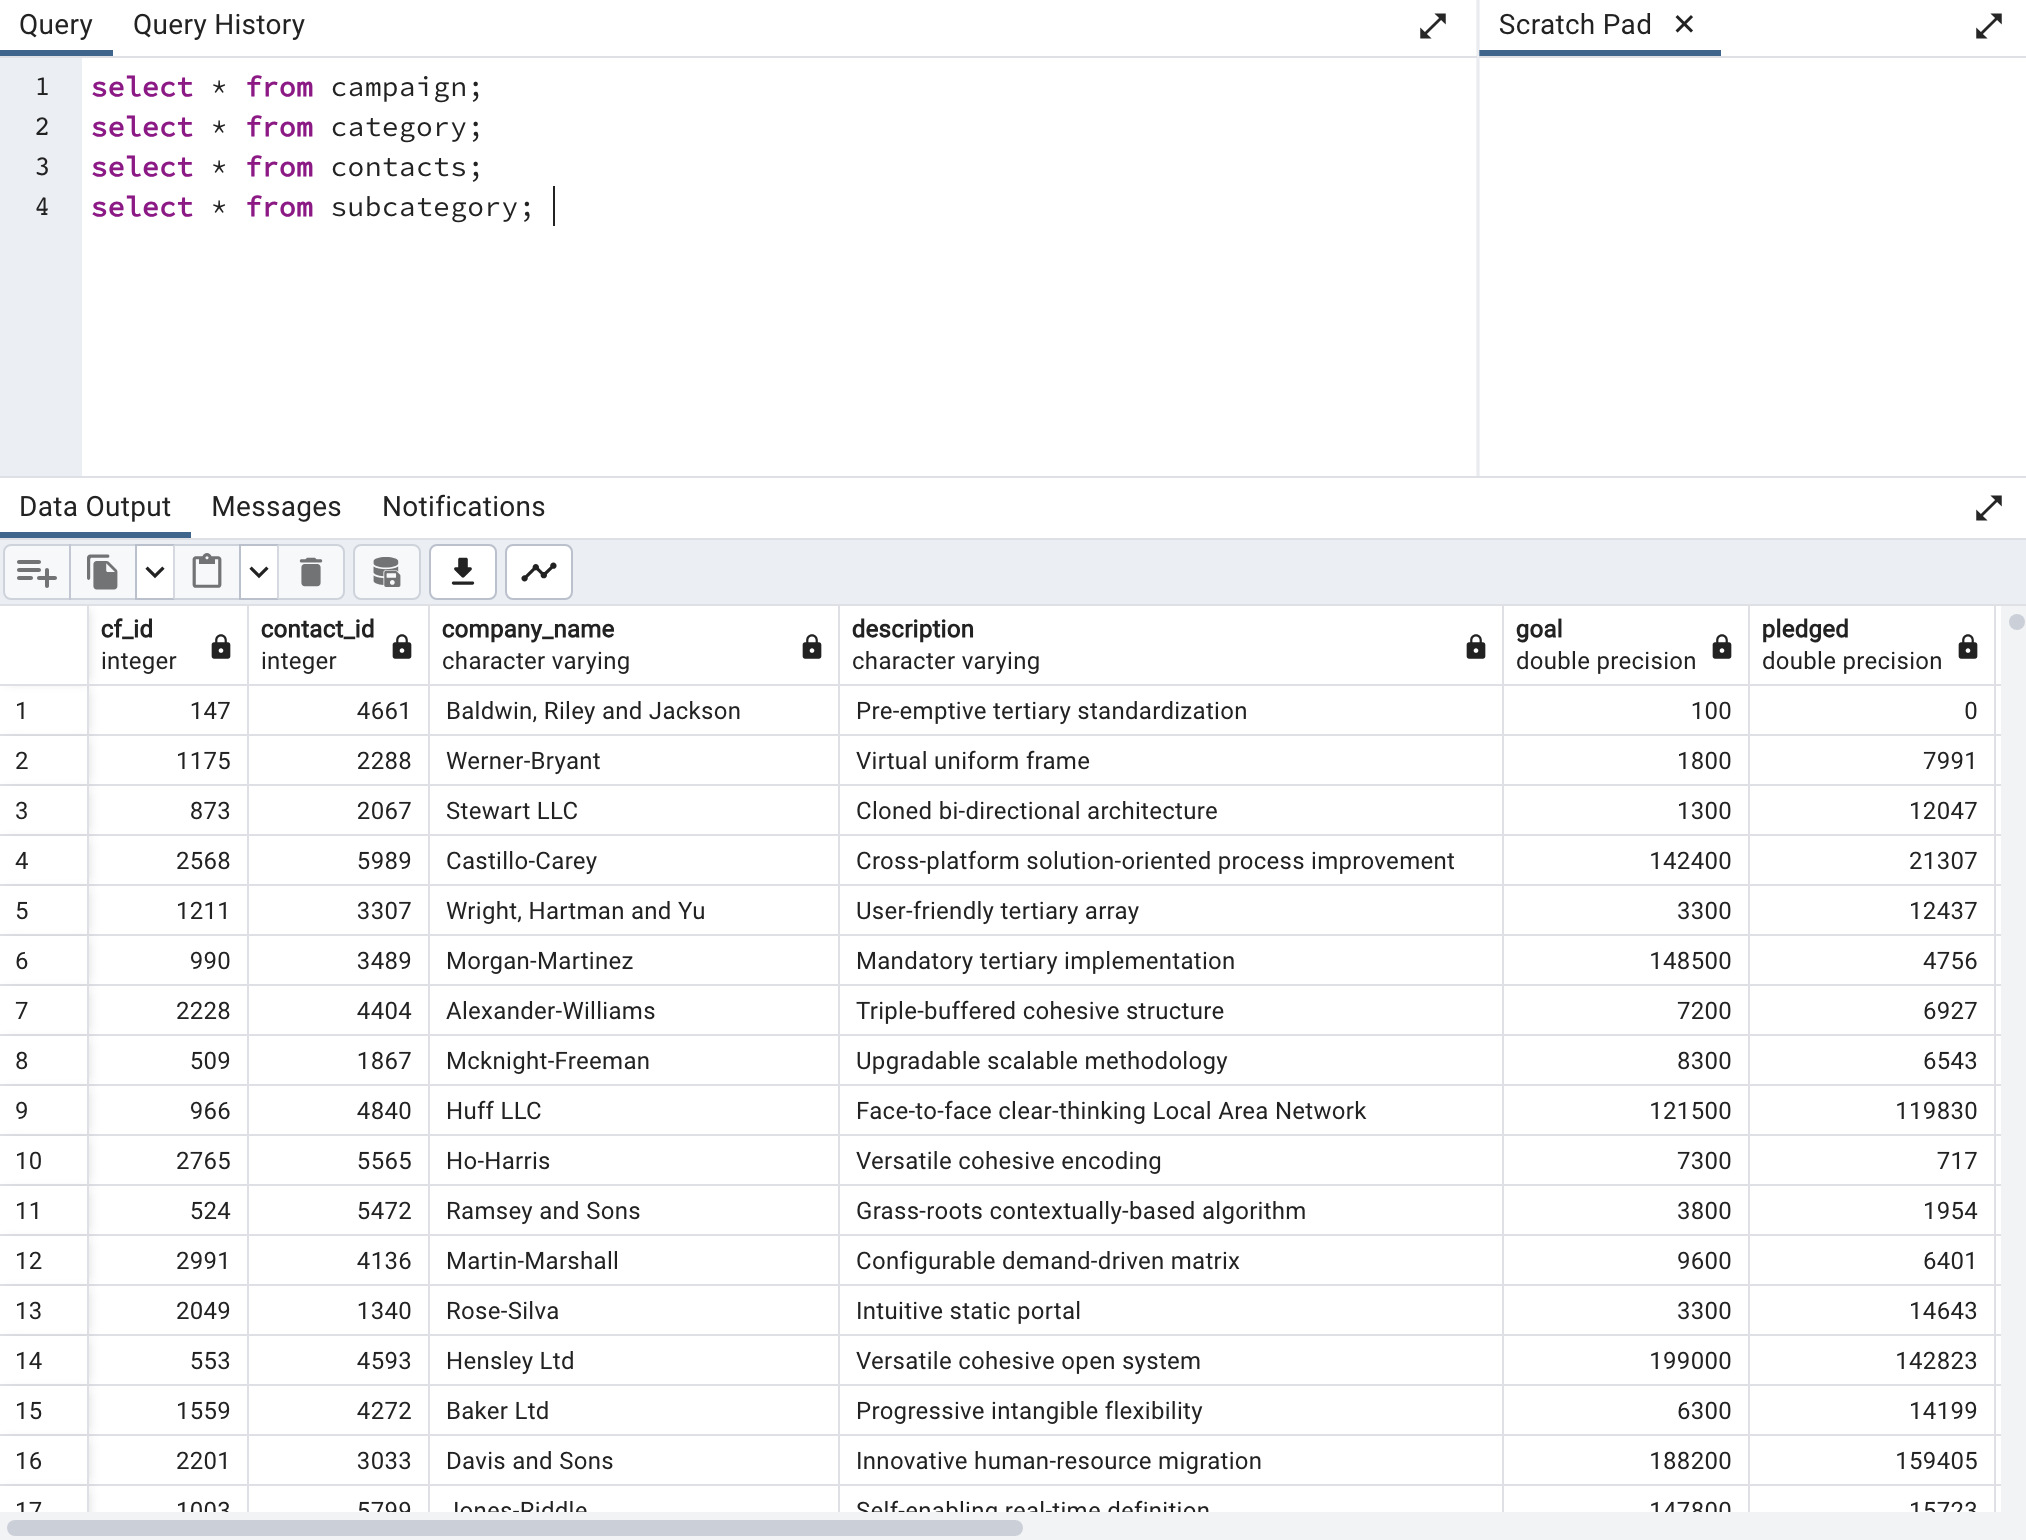 Query Query History Scratch Pad
1 select * from campaign;
2 select * from category;
3 select * from contacts;
4 select * from subcategory;
Data Output Messages Notifications
cf_id integer contact_id integer company_name character varying description character varying goal double precision pledged double precision
1 147 4661 Baldwin, Riley and Jackson Pre-emptive tertiary standardization 100 0
2 1175 2288 Werner-Bryant Virtual uniform frame 1800 7991
3 873 2067 Stewart LLC Cloned bi-directional architecture 1300 12047
4 2568 5989 Castillo-Carey Cross-platform solution-oriented process improvement 142400 21307
5 1211 3307 Wright, Hartman and Yu User-friendly tertiary array 3300 12437
6 990 3489 Morgan-Martinez Mandatory tertiary implementation 148500 4756
7 2228 4404 Alexander-Williams Triple-buffered cohesive structure 7200 6927
8 509 1867 Mcknight-Freeman Upgradable scalable methodology 8300 6543
9 966 4840 Huff LLC Face-to-face clear-thinking Local Area Network 121500 119830
10 2765 5565 Ho-Harris Versatile cohesive encoding 7300 717
11 524 5472 Ramsey and Sons Grass-roots contextually-based algorithm 3800 1954
12 2991 4136 Martin-Marshall Configurable demand-driven matrix 9600 6401
13 2049 1340 Rose-Silva Intuitive static portal 3300 14643
14 553 4593 Hensley Ltd Versatile cohesive open system 199000 142823
15 1559 4272 Baker Ltd Progressive intangible flexibility 6300 14199
16 2201 3033 Davis and Sons Innovative human-resource migration 188200 159405
17 1003 5799 Jones-Riddle Self-enabling real-time definition 147800 15723